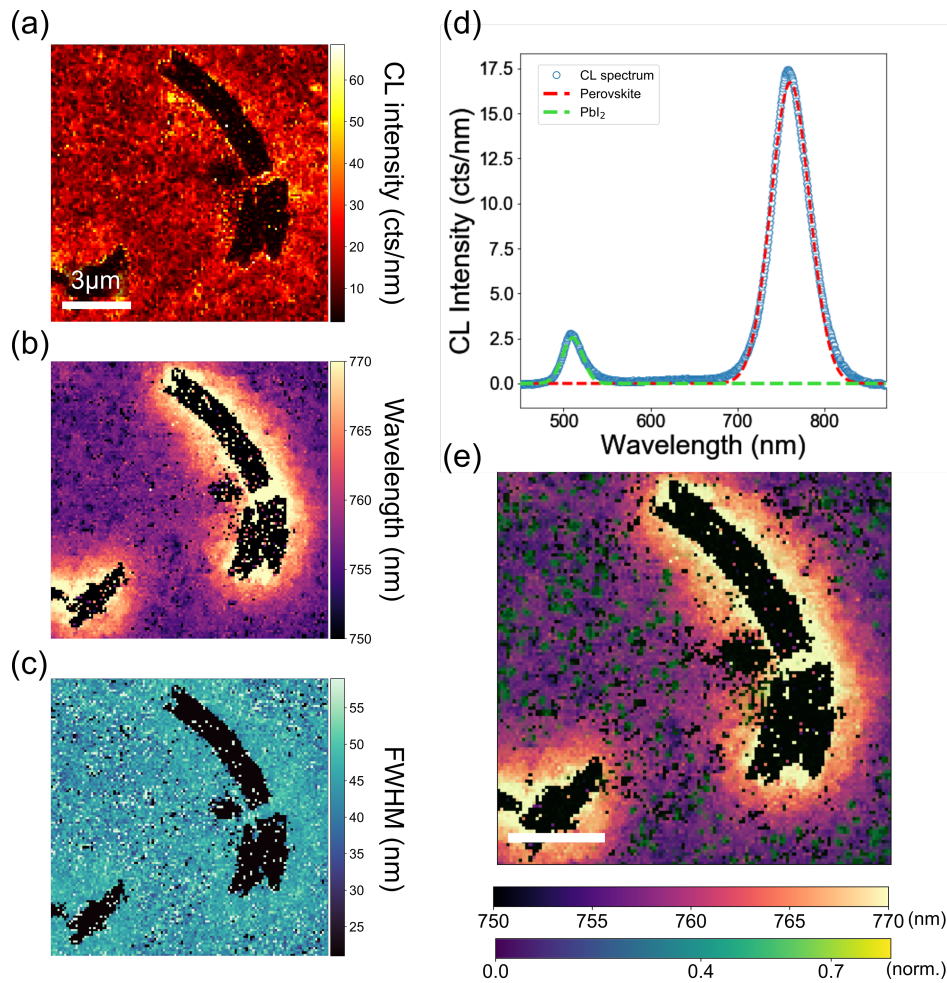 (a)
60
50
40
30
20
10
CL intensity (cts/nm)
3μm
(b)
770
765
760
755
750
Wavelength (nm)
(c)
55
50
45
40
35
30
25
FWHM (nm)
(d)
17.5
15.0
12.5
10.0
7.5
5.0
2.5
0.0
CL Intensity (cts/nm)
CL spectrum
Perovskite
PbI₂
500 600 700 800
Wavelength (nm)
(e)
750 755 760 765 770 (nm)
0.0 0.4 0.7 (norm.)